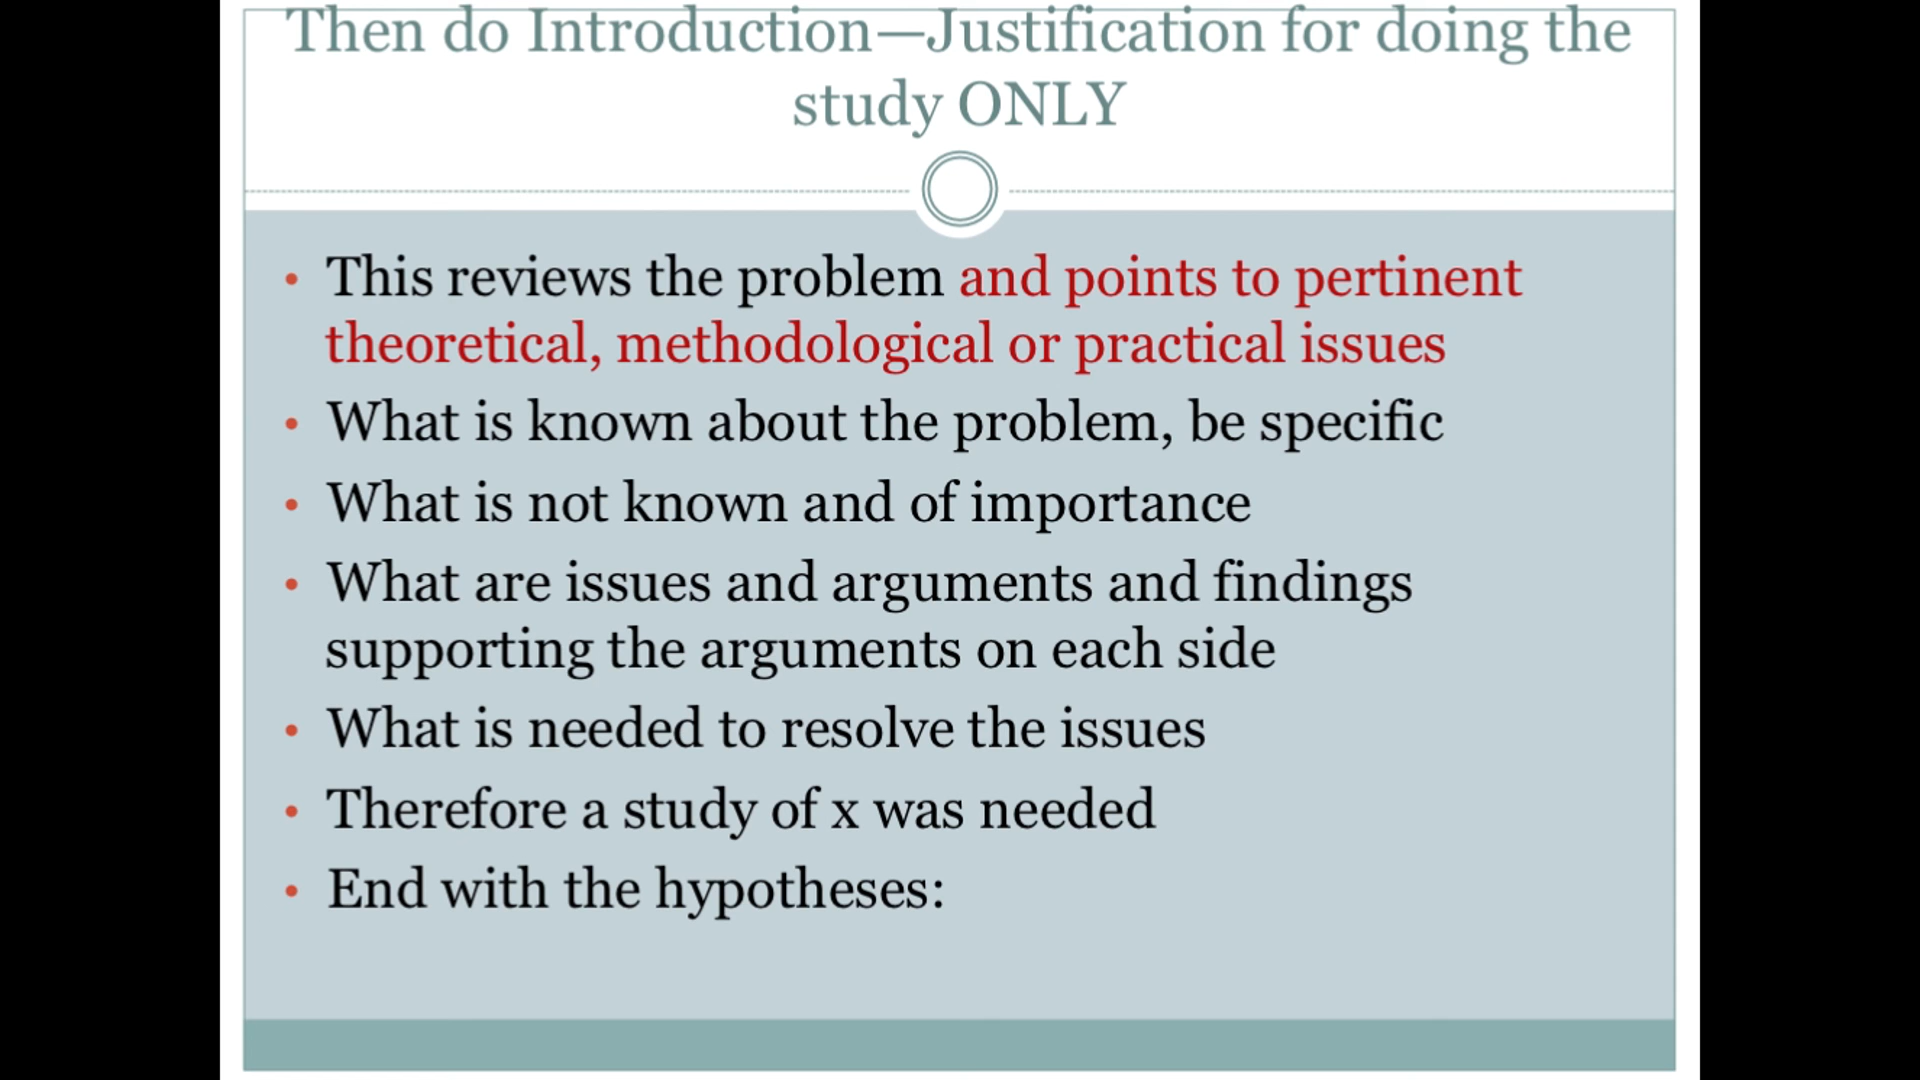 Then do Introduction—Justification for doing the
study ONLY
• This reviews the problem and points to pertinent
theoretical, methodological or practical issues
• What is known about the problem, be specific
• What is not known and of importance
• What are issues and arguments and findings
supporting the arguments on each side
• What is needed to resolve the issues
• Therefore a study of x was needed
• End with the hypotheses: